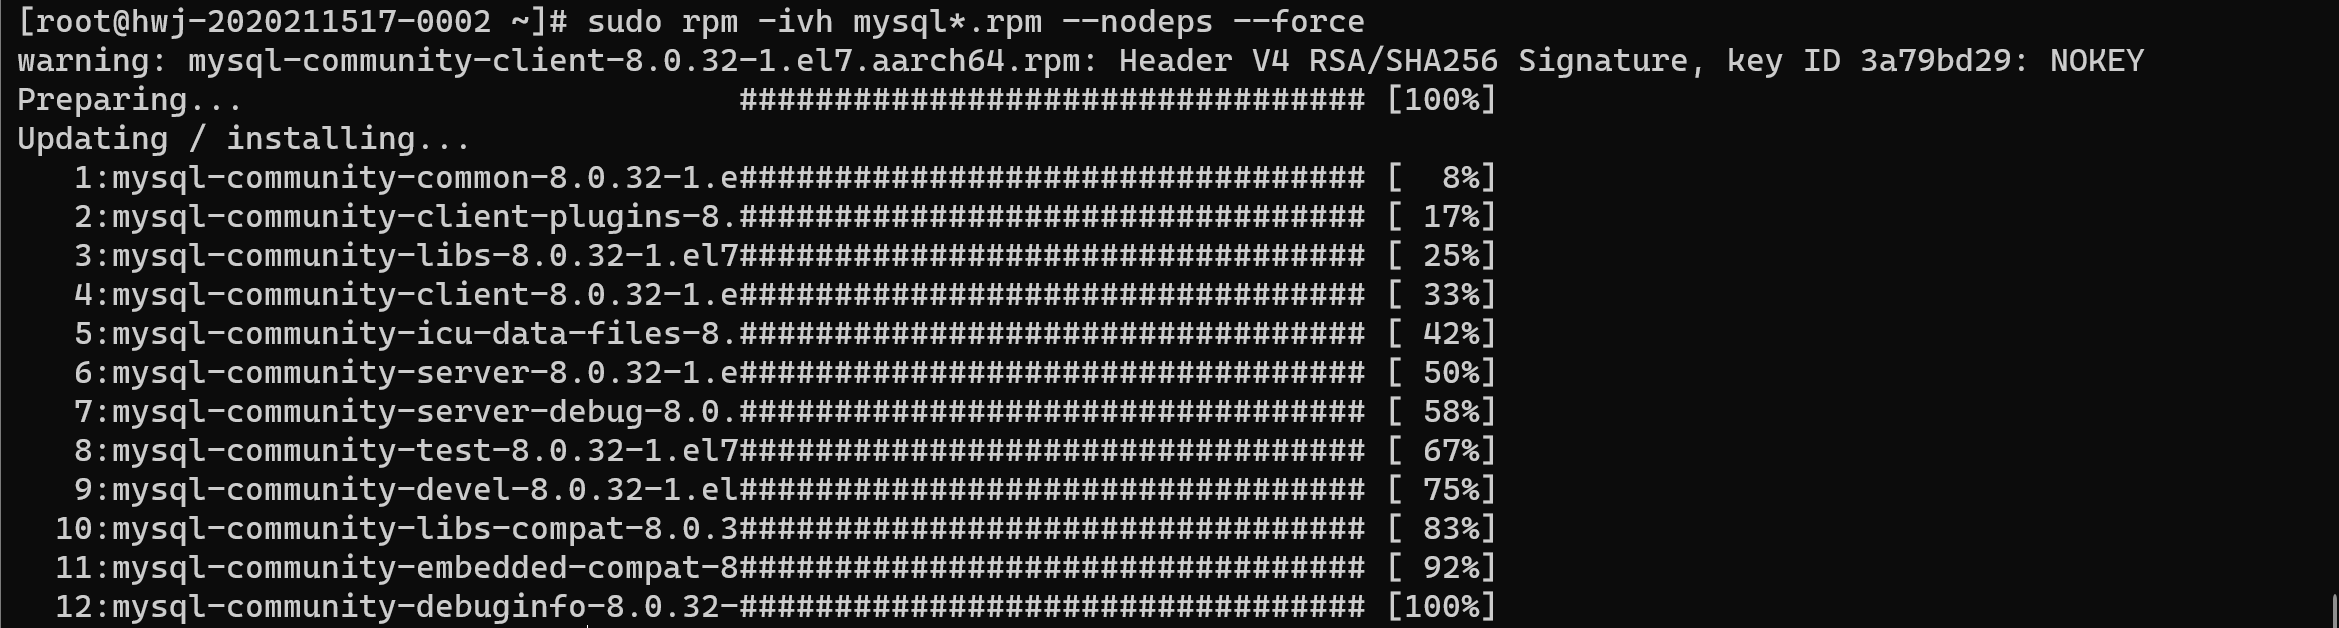 [root@hwj-2020211517-0002 ~]# sudo rpm -ivh mysql*.rpm --nodeps --force
warning: mysql-community-client-8.0.32-1.el7.aarch64.rpm: Header V4 RSA/SHA256 Signature, key ID 3a79bd29: NOKEY
Preparing...                          ################################# [100%]
Updating / installing...
   1:mysql-community-common-8.0.32-1.e################################# [  8%]
   2:mysql-community-client-plugins-8.################################# [ 17%]
   3:mysql-community-libs-8.0.32-1.el7################################# [ 25%]
   4:mysql-community-client-8.0.32-1.e################################# [ 33%]
   5:mysql-community-icu-data-files-8.################################# [ 42%]
   6:mysql-community-server-8.0.32-1.e################################# [ 50%]
   7:mysql-community-server-debug-8.0.################################# [ 58%]
   8:mysql-community-test-8.0.32-1.el7################################# [ 67%]
   9:mysql-community-devel-8.0.32-1.el################################# [ 75%]
  10:mysql-community-libs-compat-8.0.3################################# [ 83%]
  11:mysql-community-embedded-compat-8################################# [ 92%]
  12:mysql-community-debuginfo-8.0.32-################################# [100%]